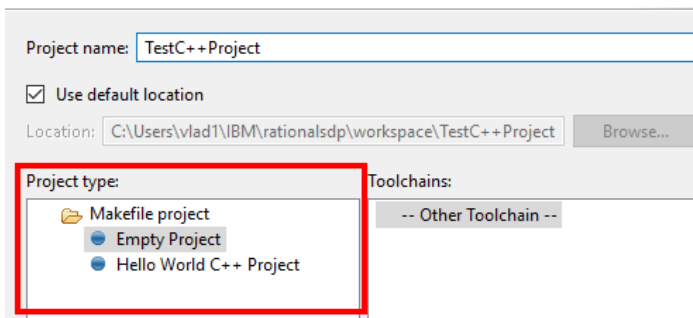 Project name: TestC++Project
Use default location
Location: C:\Users\vlad1\IBM\rationalsdp\workspace\TestC++Project Browse...
Project type: Toolchains:
Makefile project -- Other Toolchain --
Empty Project
Hello World C++ Project